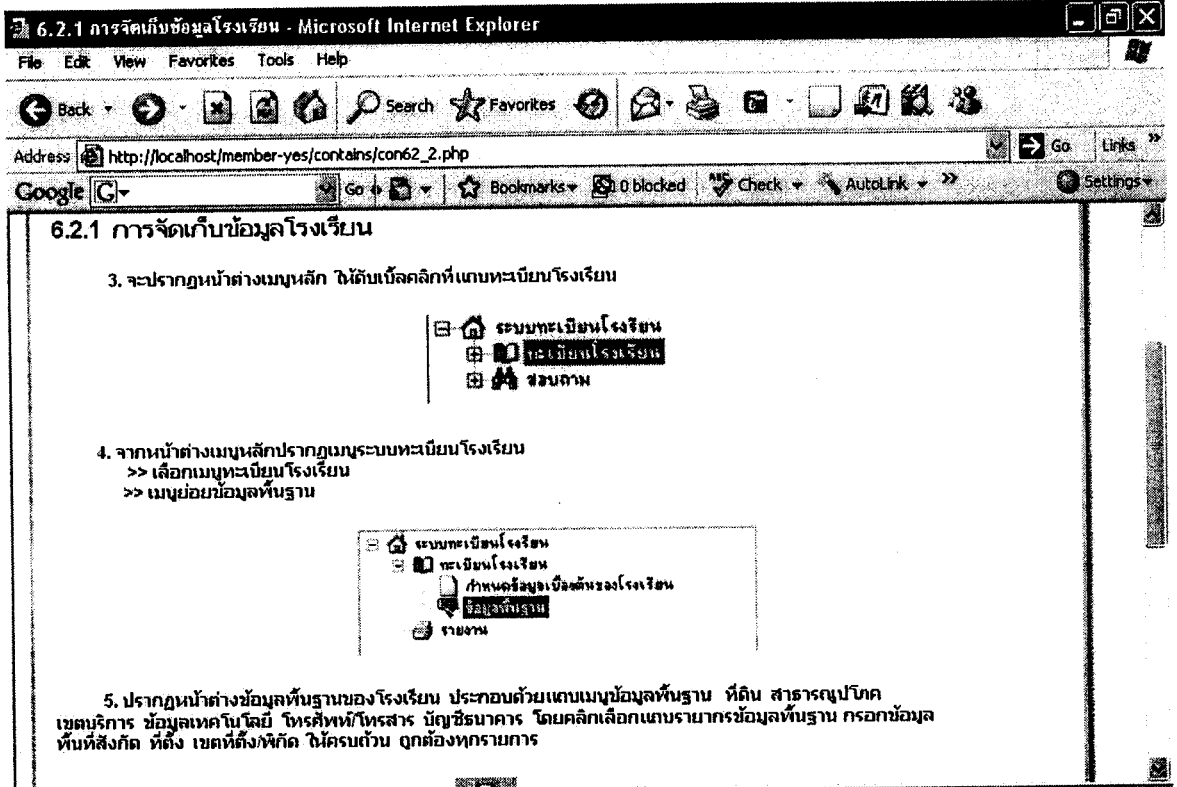 6.2.1 การจัดเก็บข้อมูลโรงเรียน - Microsoft Internet Explorer
File Edit View Favorites Tools Help
Back Search Favorites
Address http://localhost/member-yes/contains/con62_2.php Go Links »
Google G Go Bookmarks 0 blocked Check AutoLink » Settings
6.2.1 การจัดเก็บข้อมูลโรงเรียน
3. จะปรากฏหน้าต่างเมนูหลัก ให้ดับเบิ้ลคลิกที่แถบทะเบียนโรงเรียน
ระบบทะเบียนโรงรียน
ทะเบียนโรงเรียน
สอบถาม
4. จากหน้าต่างเมนูหลักปรากฏเมนูระบบทะเบียนโรงเรียน
>> เลือกเมนูทะเบียนโรงเรียน
>> เมนูย่อยข้อมูลพื้นฐาน
ระบบทะเบียนโรงรียน
ทะเบียนโรงเรียน
กำหนดข้อมูลเบื้องต้นของโรงเรียน
ข้อมูลพื้นฐาน
รายงาน
5. ปรากฏหน้าต่างข้อมูลพื้นฐานของโรงเรียน ประกอบด้วยแถบเมนูข้อมูลพื้นฐาน ที่ดิน สาธารณูปโภค
เขตบริการ ข้อมูลเทคโนโลยี โทรศัพท์/โทรสาร บัญชีธนาคาร โดยคลิกเลือกแถบรายการข้อมูลพื้นฐาน กรอกข้อมูล
พื้นที่สังกัด ที่ตั้ง เขตที่ตั้ง/พิกัด ให้ครบถ้วน ถูกต้องทุกรายการ